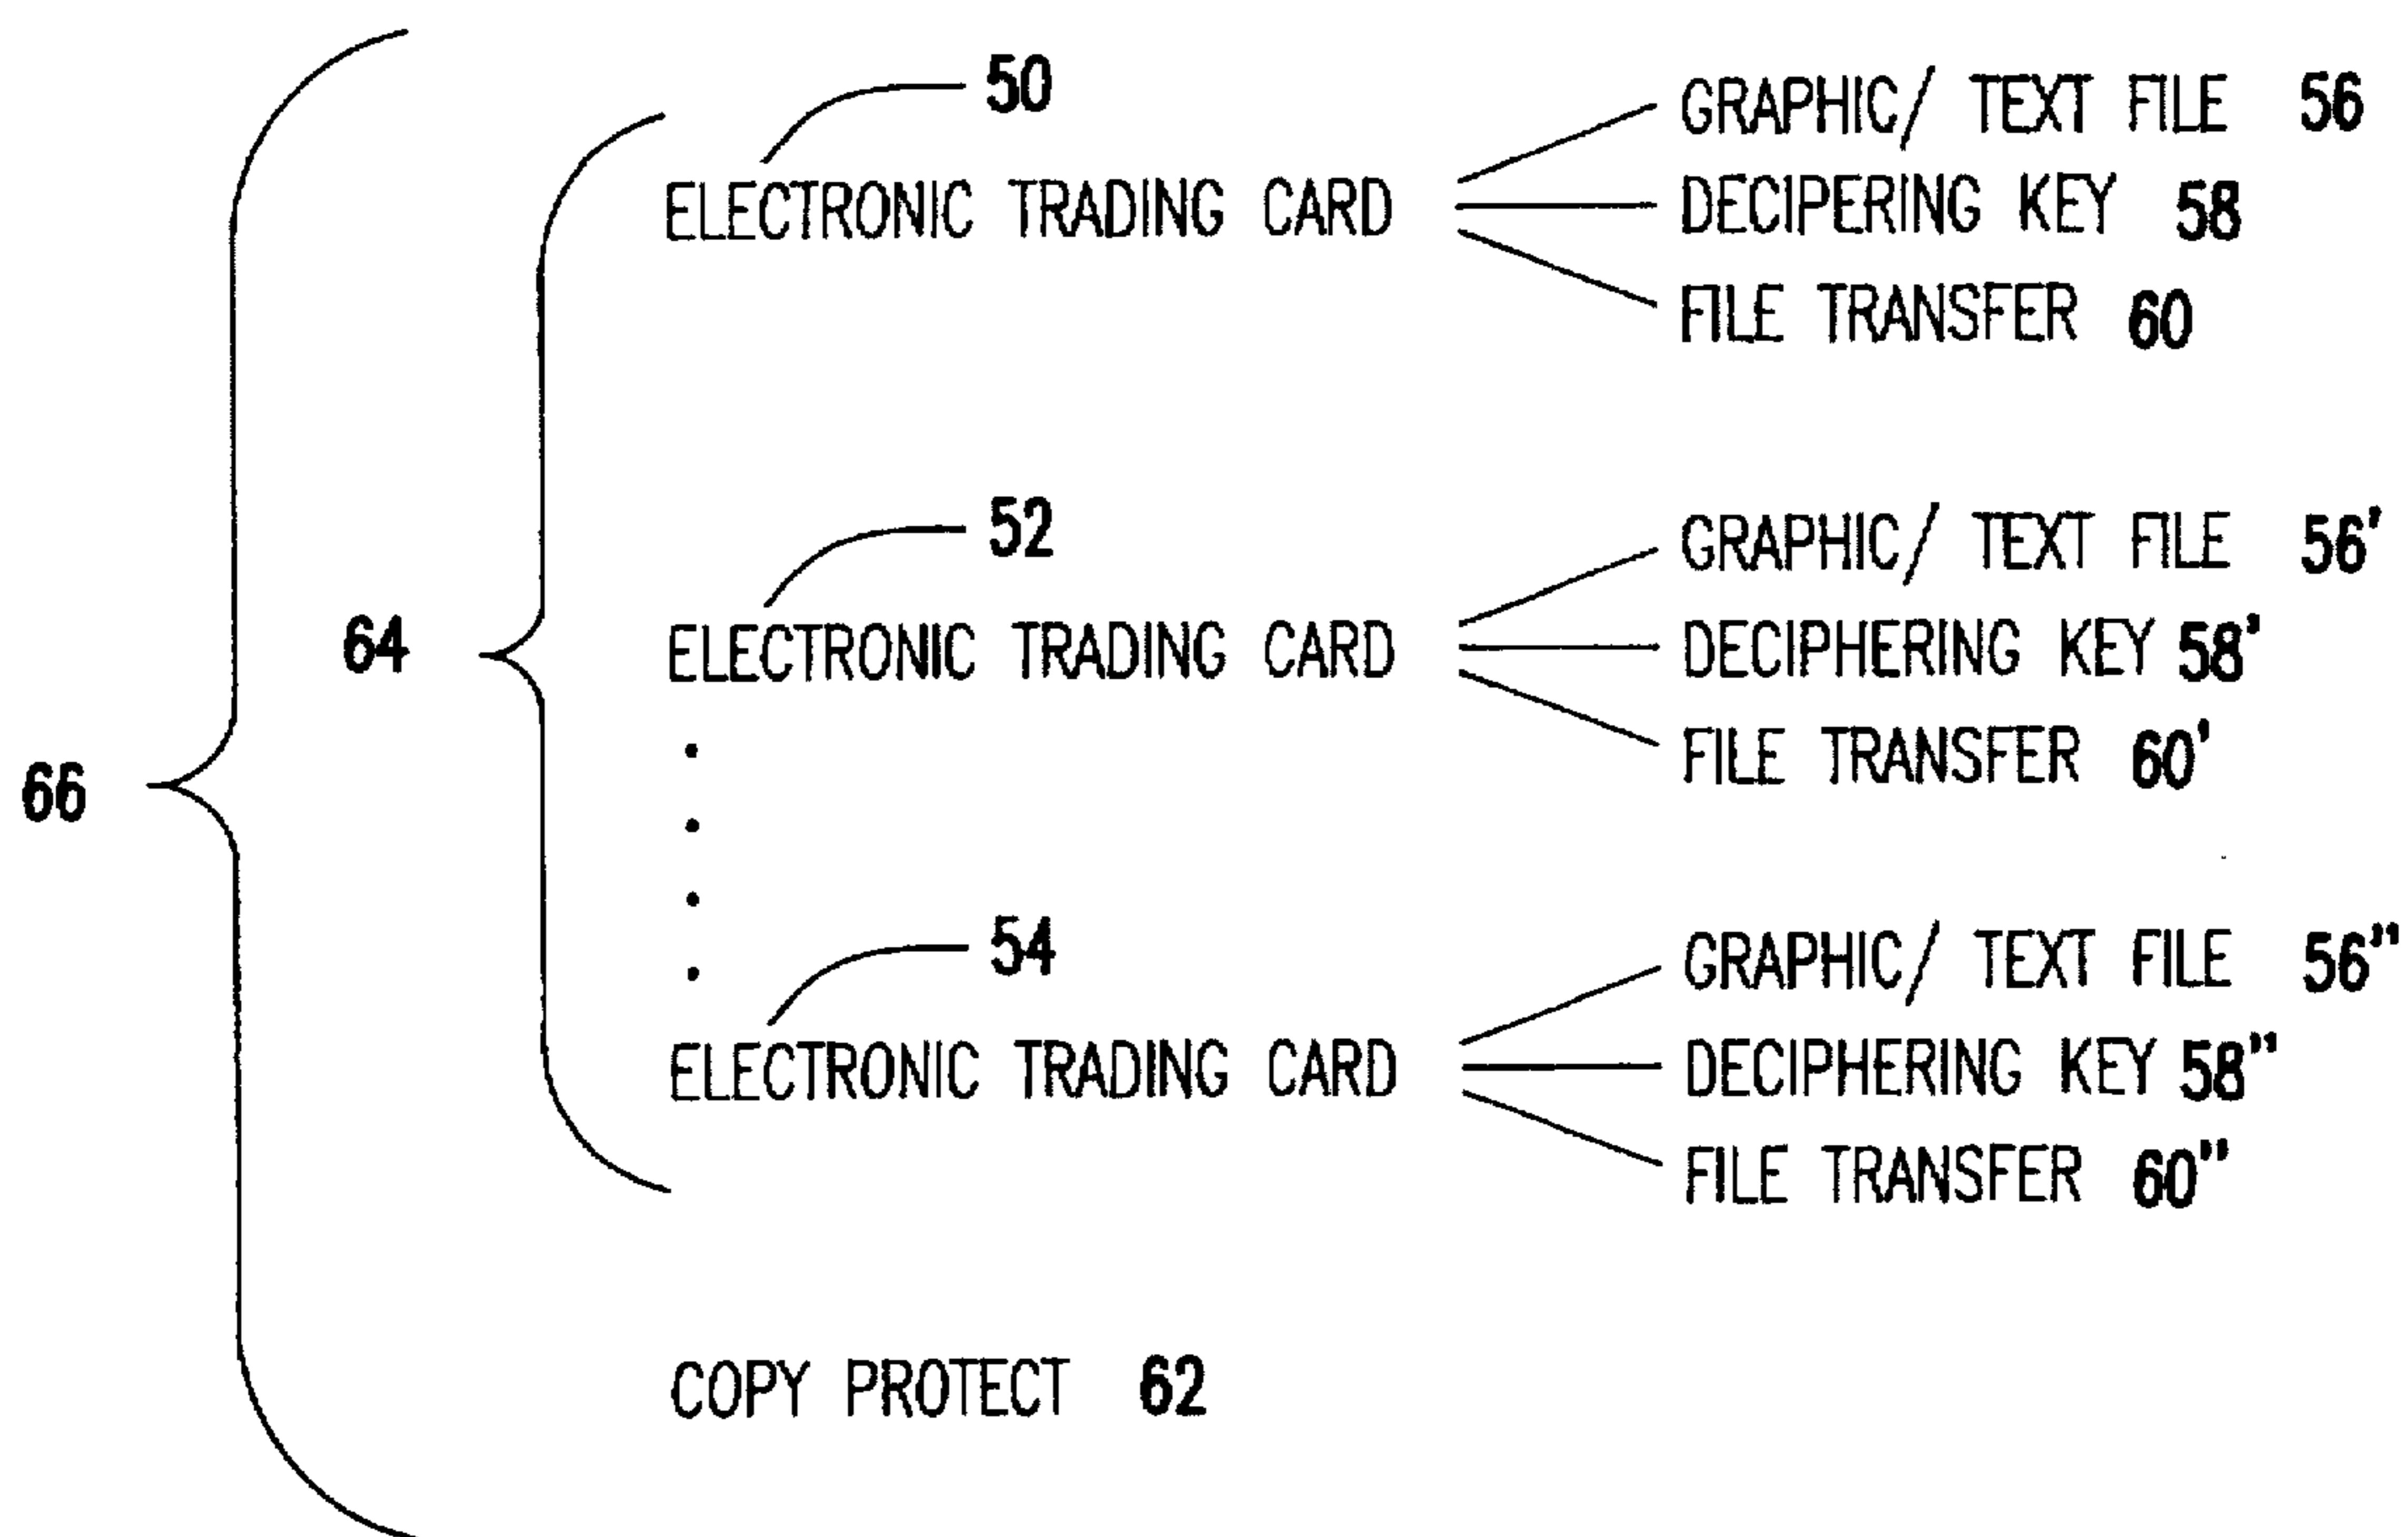 50
GRAPHIC/ TEXT FILE 56
ELECTRONIC TRADING CARD
DECIPERING KEY 58
FILE TRANSFER 60
52
GRAPHIC/ TEXT FILE 56'
64
ELECTRONIC TRADING CARD
DECIPHERING KEY 58'
FILE TRANSFER 60'
66
54
GRAPHIC/ TEXT FILE 56"
ELECTRONIC TRADING CARD
DECIPHERING KEY 58"
FILE TRANSFER 60"
COPY PROTECT 62